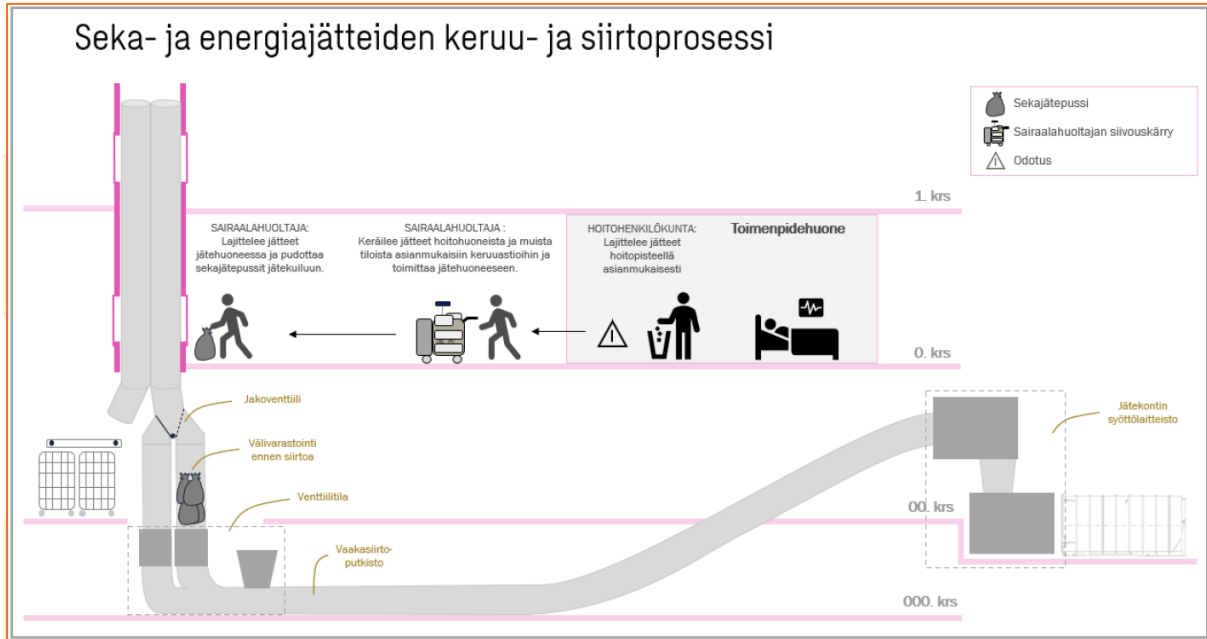 Seka- ja energiajätteiden keruu- ja siirtoprosessi
Sekajätepussi
Sairaalahuoltajan siivouskärry
Odotus
1. krs
SAIRAALAHUOLTAJA:
Lajittelee jätteet
jätehuoneessa ja pudottaa
sekajätepussit jätekuiluun.
SAIRAALAHUOLTAJA :
Keräilee jätteet hoitohuoneista ja muista
tiloista asianmukaisiin keruuastioihin ja
toimittaa jätehuoneeseen.
HOITOHENKILÖKUNTA:
Lajittelee jätteet
hoitopisteellä
asianmukaisesti
Toimenpidehuone
0. krs
Jakoventtiili
Välivarastointi
ennen siirtoa
Venttiilitila
Vaakasiirto-
putkisto
Jätekontin
syöttölaitteisto
00. krs
000. krs